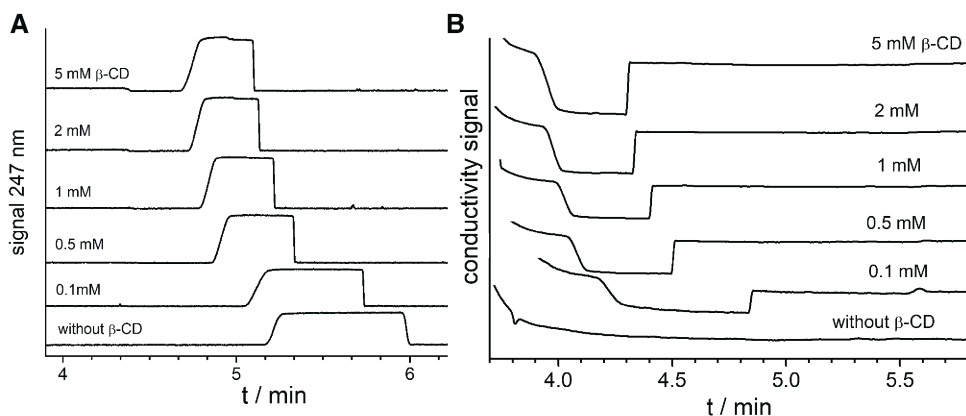 A
signal 247 nm
5 mM β-CD
2 mM
1 mM
0.5 mM
0.1mM
without β-CD
4 5 6
t / min
B
conductivity signal
5 mM β-CD
2 mM
1 mM
0.5 mM
0.1 mM
without β-CD
4.0 4.5 5.0 5.5
t / min